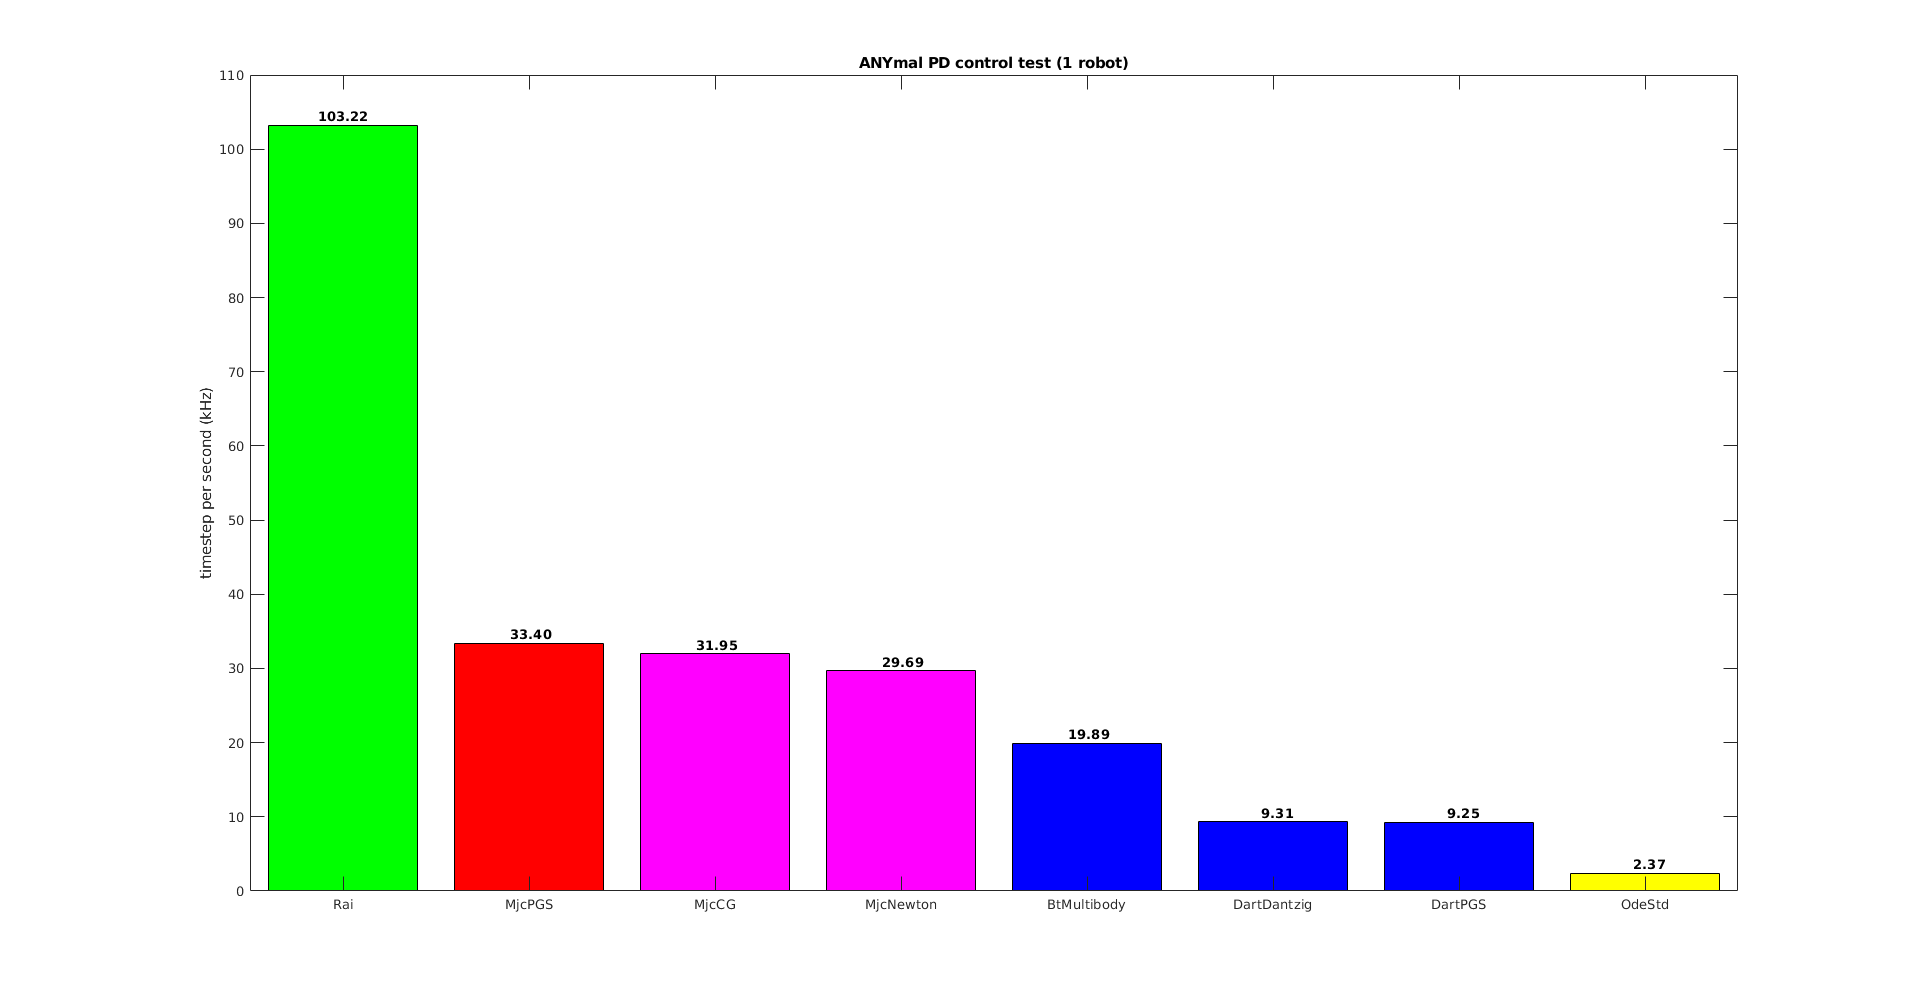 ANYmal PD control test (1 robot)
timestep per second (kHz)
110
100
90
80
70
60
50
40
30
20
10
0
103.22
33.40
31.95
29.69
19.89
9.31
9.25
2.37
Rai
MjcPGS
MjcCG
MjcNewton
BtMultibody
DartDantzig
DartPGS
OdeStd